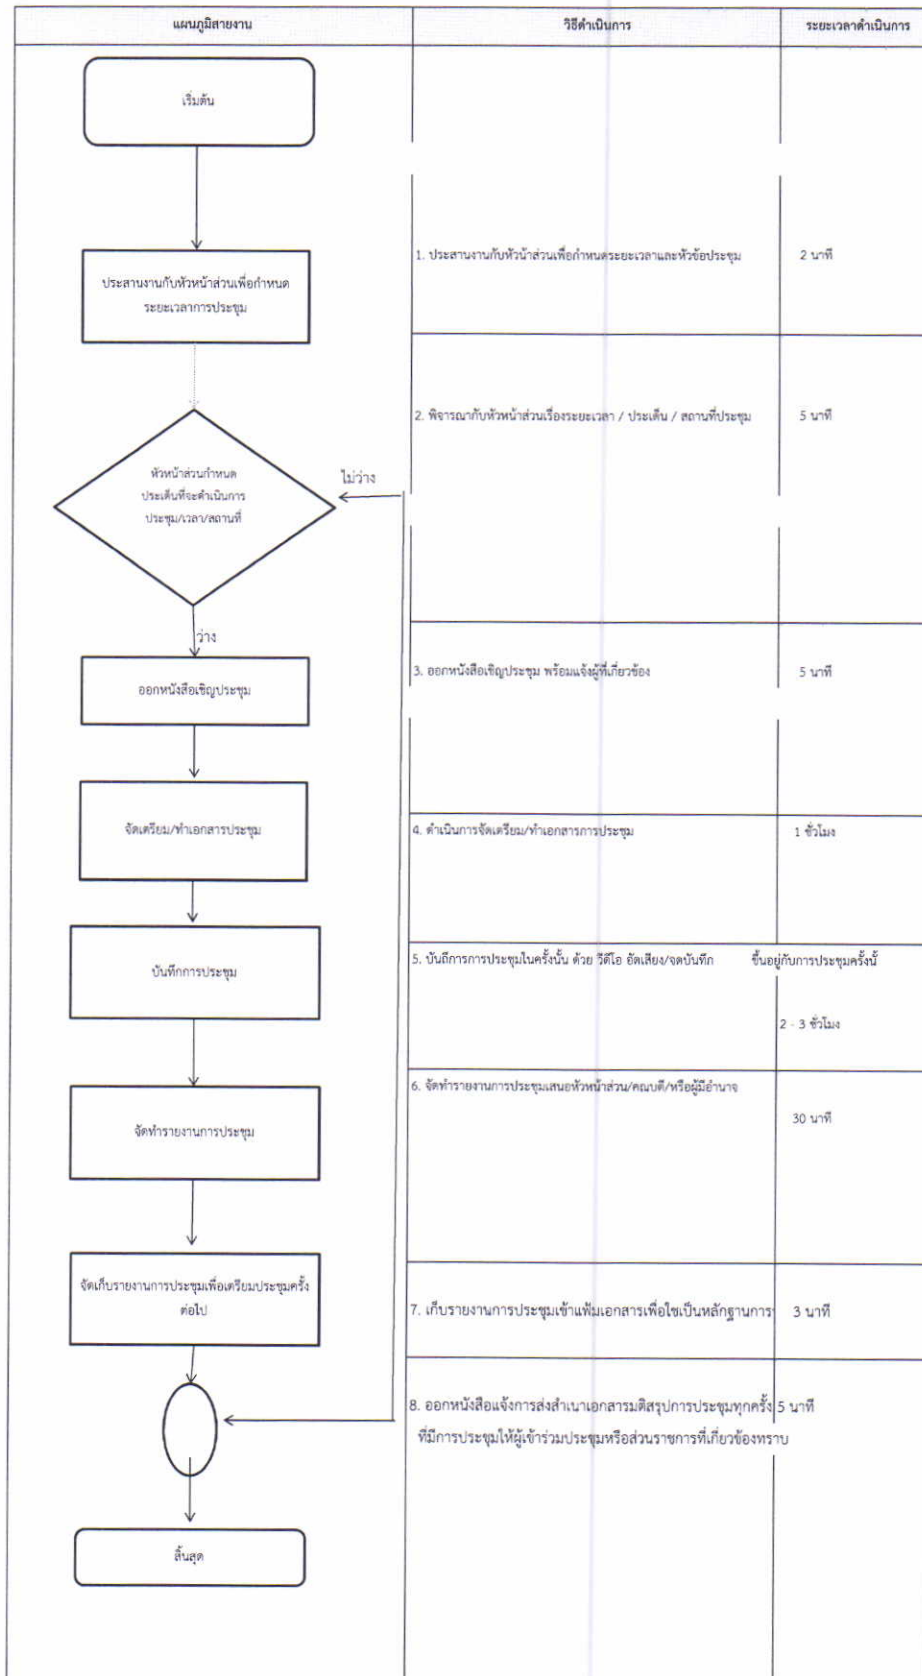 แผนภูมิสายงาน
วิธีดำเนินการ
ระยะเวลาดำเนินการ
เริ่มต้น
1. ประสานงานกับหัวน้าส่วนเพื่อกำหนดระยะเวลาและหัวข้อประชุม
2 นาที
ประสานงานกับหัวหน้าส่วนเพื่อกำหนด
ระยะเวลาการประชุม
2. พิจารณากับหัวหน้าส่วนเรื่องระยะเวลา / ประเด็น / สถานที่ประชุม
5 นาที
หัวหน้าส่วนกำหนด
ประเด็นที่จะดำเนินการ
ประชุม/เวลา/สถานที่
ไม่ว่าง
ว่าง
ออกหนังสือเชิญประชุม
3. ออกหนังสือเชิญประชุม พร้อมแจ้งผู้ที่เกี่ยวข้อง
5 นาที
จัดเตรียม/ทำเอกสารประชุม
4. ดำเนินการจัดเตรียม/ทำเอกสารการประชุม
1 ชั่วโมง
บันทึกการประชุม
5. บันถึการการประชุมในครั้งนั้น ด้วย วีดีโอ อัดเสียง/จดบันทึก
ขึ้นอยู่กับการประชุมครั้งนั้
2 - 3 ชั่วโมง
6. จัดทำรายงานการประชุมเสนอหัวหน้าส่วน/คณบดี/หรือผู้มีอำนาจ
30 นาที
จัดทำรายงานการประชุม
จัดเก็บรายงานการประชุมเพื่อเตรียมประชุมครั้ง
ต่อไป
7. เก็บรายงานการประชุมเข้าแฟ้มเอกสารเพื่อใชเป็นหลักฐานการ
3 นาที
8. ออกหนังสือแจ้งการส่งสำเนาเอกสารมติสรุปการประชุมทุกครั้ง
5 นาที
ที่มีการประชุมให้ผู้เข้าร่วมประชุมหรือส่วนราชการที่เกี่ยวข้องทราบ
สิ้นสุด